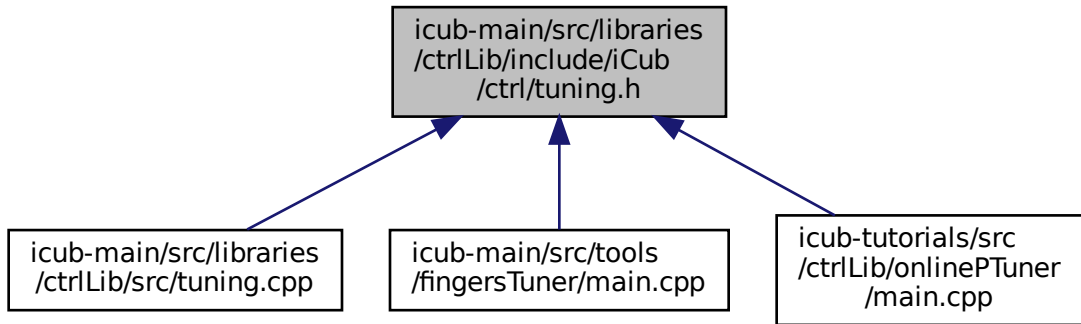 icub-main/src/libraries
/ctrlLib/include/iCub
/ctrl/tuning.h
icub-main/src/libraries
/ctrlLib/src/tuning.cpp
icub-main/src/tools
/fingersTuner/main.cpp
icub-tutorials/src
/ctrlLib/onlinePTuner
/main.cpp